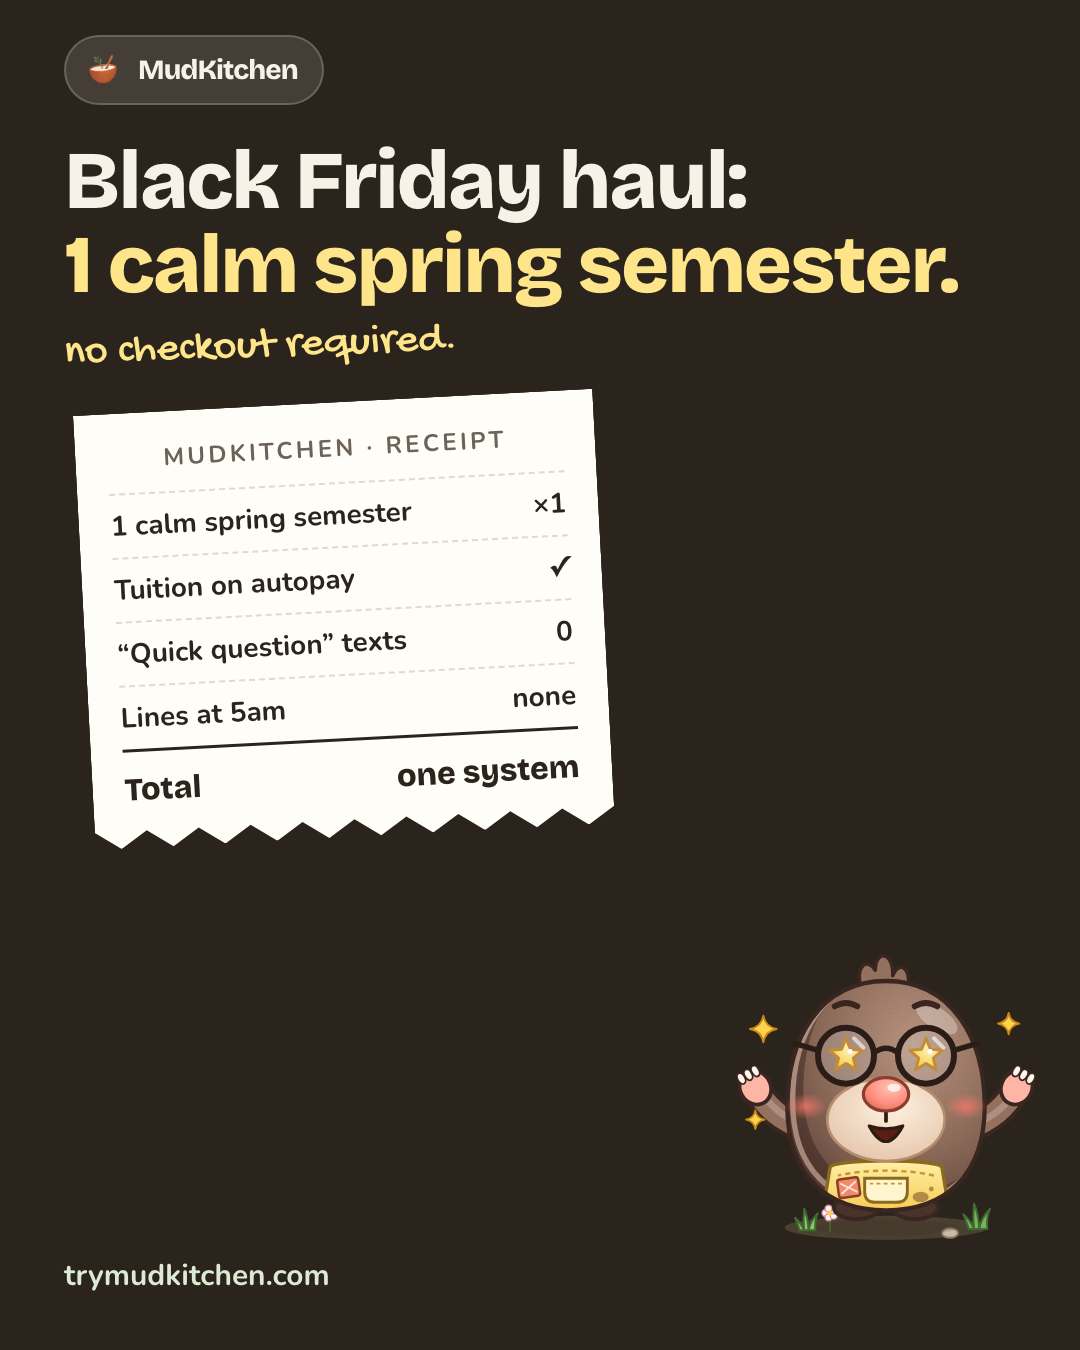 MudKitchen
Black Friday haul:
1 calm spring semester.
no checkout required.
MUDKITCHEN · RECEIPT
1 calm spring semester ×1
Tuition on autopay ✓
“Quick question” texts 0
Lines at 5am none
Total one system
trymudkitchen.com